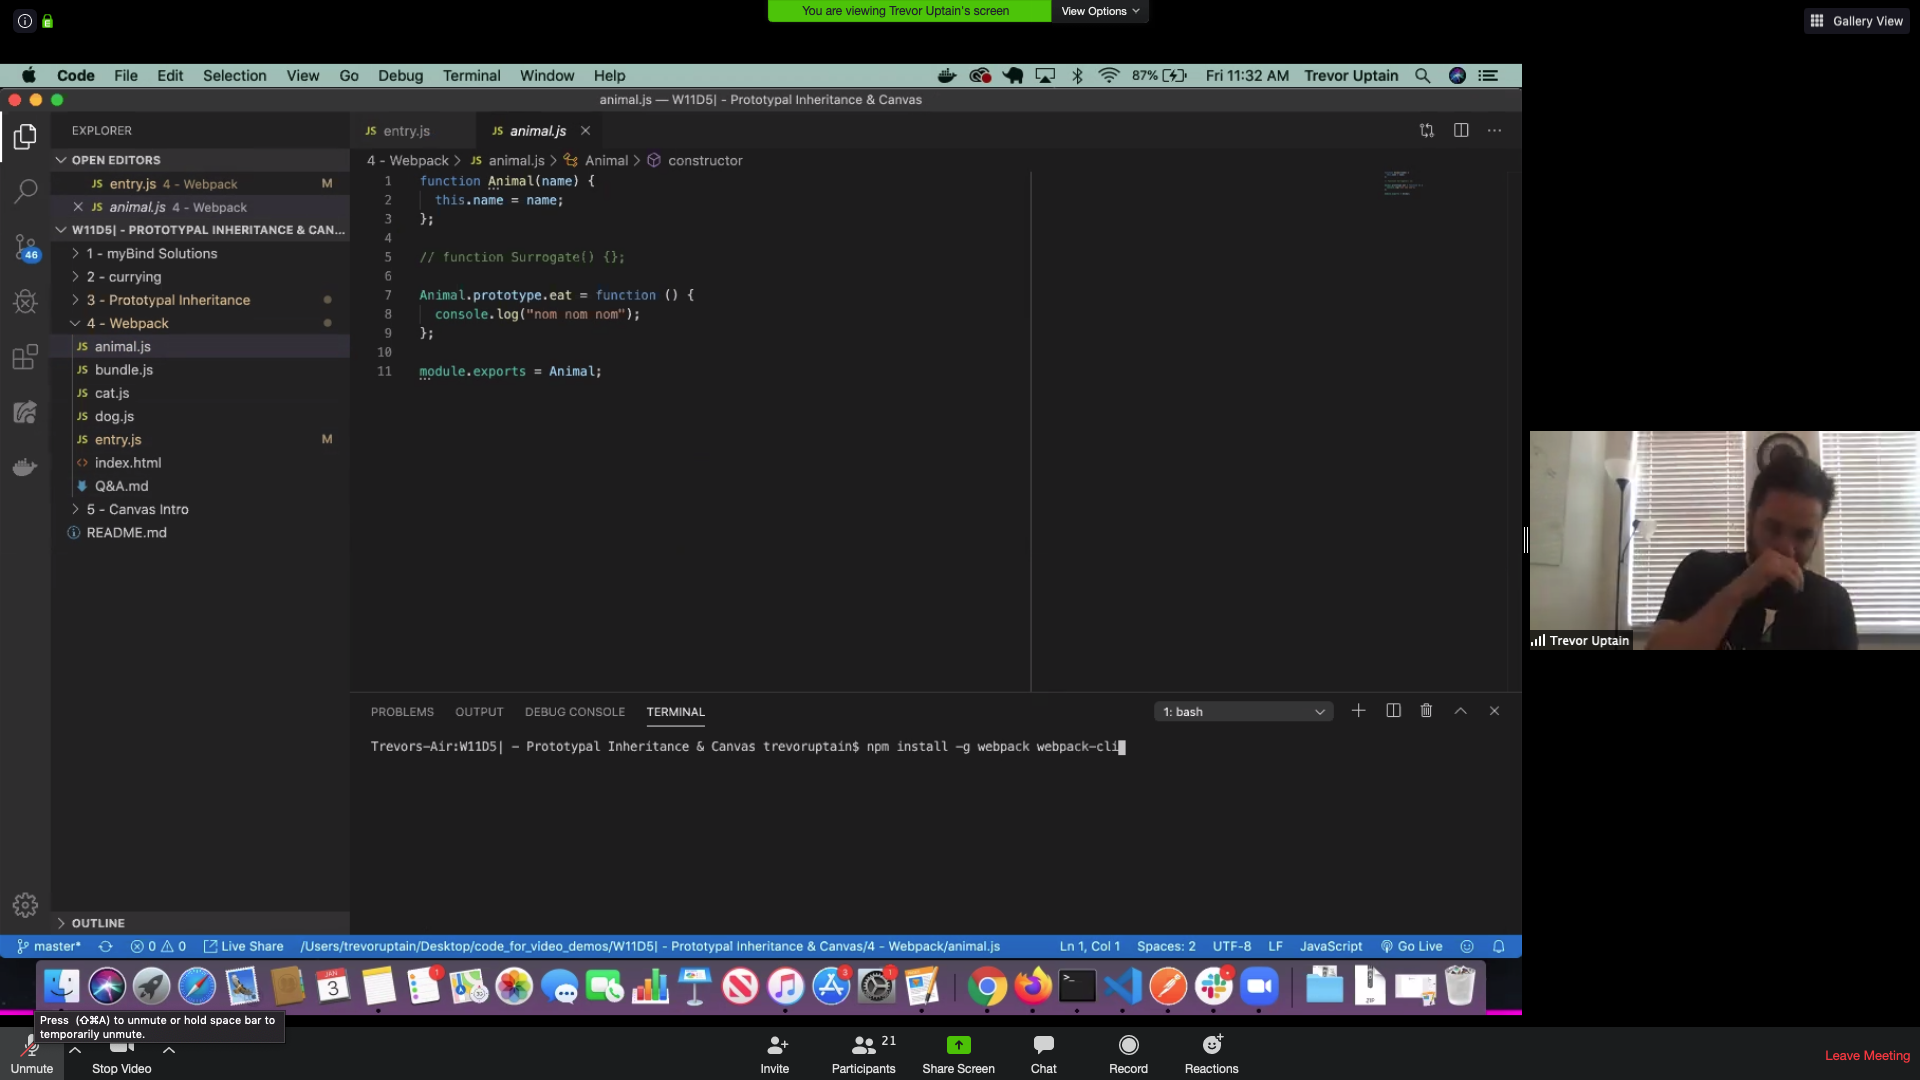 You are viewing Trevor Uptain's screen
View Options
Gallery View
Code File Edit Selection View Go Debug Terminal Window Help
87% Fri 11:32 AM Trevor Uptain
animal.js — W11D5| - Prototypal Inheritance & Canvas
EXPLORER
JS entry.js
JS animal.js
OPEN EDITORS
JS entry.js 4 - Webpack M
JS animal.js 4 - Webpack
W11D5| - PROTOTYPAL INHERITANCE & CAN...
1 - myBind Solutions
2 - currying
3 - Prototypal Inheritance
4 - Webpack
JS animal.js
JS bundle.js
JS cat.js
JS dog.js
JS entry.js M
<> index.html
Q&A.md
5 - Canvas Intro
README.md
46
OUTLINE
4 - Webpack > JS animal.js > Animal > constructor
1 function Animal(name) {
2 this.name = name;
3 };
4
5 // function Surrogate() {};
6
7 Animal.prototype.eat = function () {
8 console.log("nom nom nom");
9 };
10
11 module.exports = Animal;
PROBLEMS OUTPUT DEBUG CONSOLE TERMINAL
1: bash
Trevors-Air:W11D5| - Prototypal Inheritance & Canvas trevoruptain$ npm install -g webpack webpack-cli
Trevor Uptain
master* 0 0 Live Share /Users/trevoruptain/Desktop/code_for_video_demos/W11D5| - Prototypal Inheritance & Canvas/4 - Webpack/animal.js
Ln 1, Col 1 Spaces: 2 UTF-8 LF JavaScript Go Live
JAN
3
1
3
1
ZIP
Press (⇧⌘A) to unmute or hold space bar to
temporarily unmute.
Unmute
Stop Video
Invite
21
Participants
Share Screen
Chat
Record
Reactions
Leave Meeting